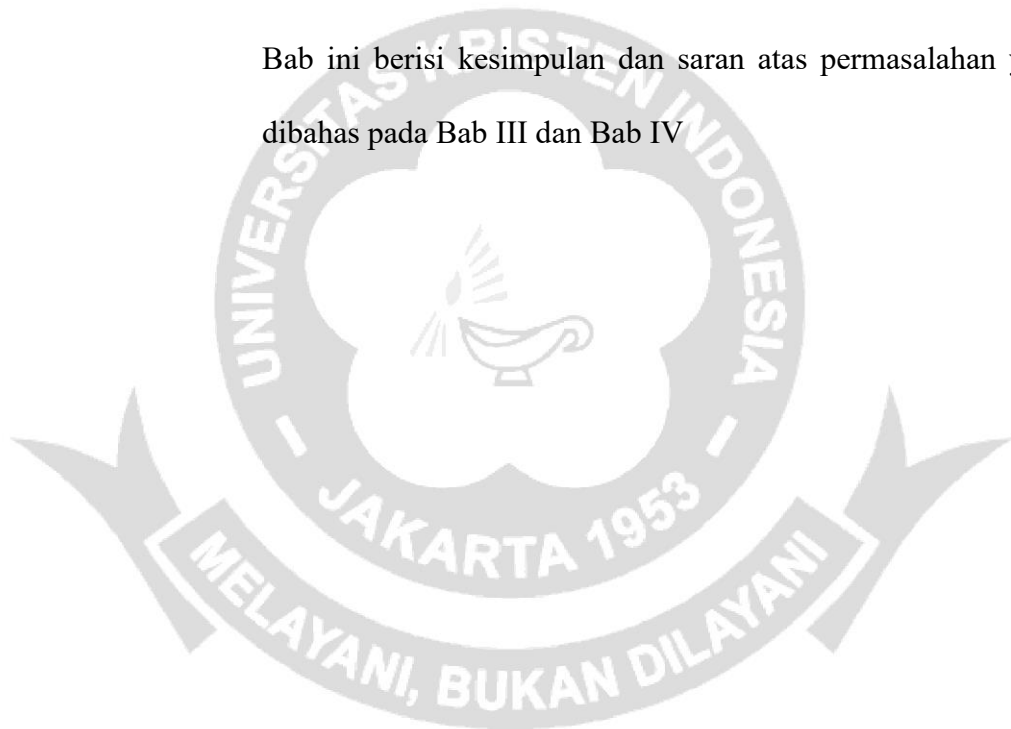 Bab ini berisi kesimpulan dan saran atas permasalahan
dibahas pada Bab III dan Bab IV
UNIVERSITAS KRISTEN INDONESIA
JAKARTA 1953
MELAYANI, BUKAN DILAYANI